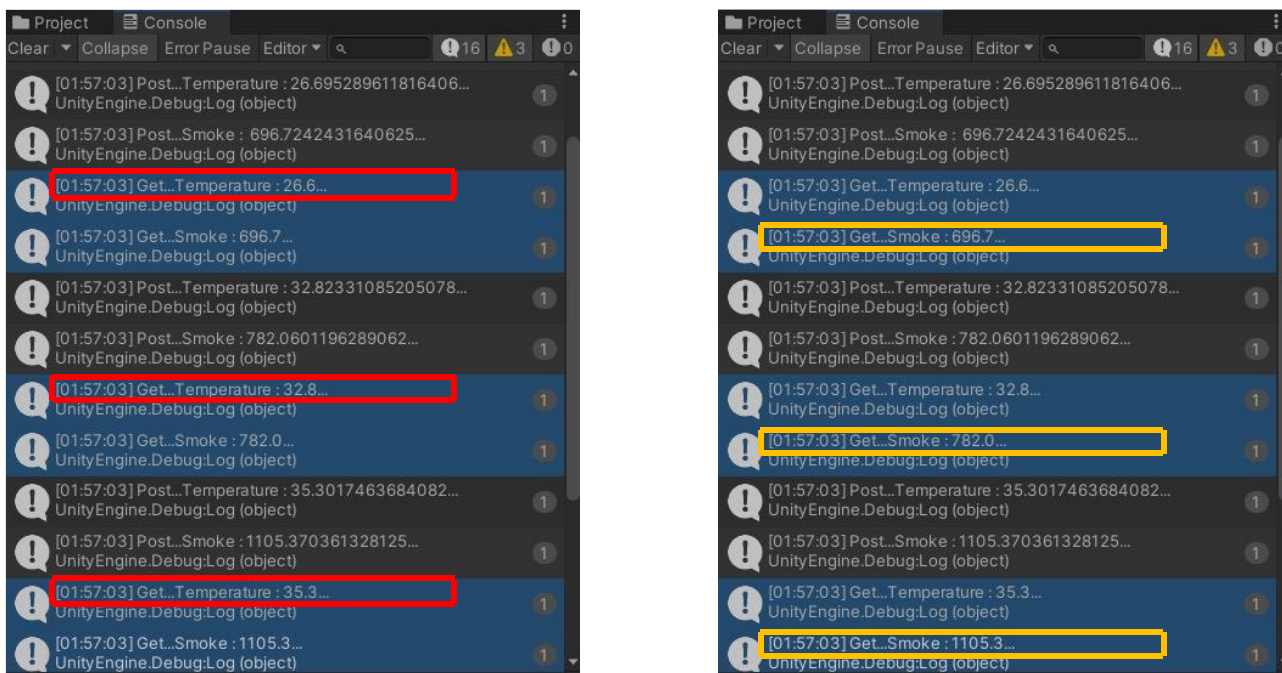 Project Console
Clear Collapse Error Pause Editor 16 3 0
[01:57:03] Post...Temperature : 26.695289611816406...
UnityEngine.Debug:Log (object)
1
[01:57:03] Post...Smoke : 696.7242431640625...
UnityEngine.Debug:Log (object)
1
[01:57:03] Get...Temperature : 26.6...
UnityEngine.Debug:Log (object)
1
[01:57:03] Get...Smoke : 696.7...
UnityEngine.Debug:Log (object)
1
[01:57:03] Post...Temperature : 32.82331085205078...
UnityEngine.Debug:Log (object)
1
[01:57:03] Post...Smoke : 782.0601196289062...
UnityEngine.Debug:Log (object)
1
[01:57:03] Get...Temperature : 32.8...
UnityEngine.Debug:Log (object)
1
[01:57:03] Get...Smoke : 782.0...
UnityEngine.Debug:Log (object)
1
[01:57:03] Post...Temperature : 35.3017463684082...
UnityEngine.Debug:Log (object)
1
[01:57:03] Post...Smoke : 1105.370361328125...
UnityEngine.Debug:Log (object)
1
[01:57:03] Get...Temperature : 35.3...
UnityEngine.Debug:Log (object)
1
[01:57:03] Get...Smoke : 1105.3...
UnityEngine.Debug:Log (object)
1
Project Console
Clear Collapse Error Pause Editor 16 3 0
[01:57:03] Post...Temperature : 26.695289611816406...
UnityEngine.Debug:Log (object)
1
[01:57:03] Post...Smoke : 696.7242431640625...
UnityEngine.Debug:Log (object)
1
[01:57:03] Get...Temperature : 26.6...
UnityEngine.Debug:Log (object)
1
[01:57:03] Get...Smoke : 696.7...
UnityEngine.Debug:Log (object)
1
[01:57:03] Post...Temperature : 32.82331085205078...
UnityEngine.Debug:Log (object)
1
[01:57:03] Post...Smoke : 782.0601196289062...
UnityEngine.Debug:Log (object)
1
[01:57:03] Get...Temperature : 32.8...
UnityEngine.Debug:Log (object)
1
[01:57:03] Get...Smoke : 782.0...
UnityEngine.Debug:Log (object)
1
[01:57:03] Post...Temperature : 35.3017463684082...
UnityEngine.Debug:Log (object)
1
[01:57:03] Post...Smoke : 1105.370361328125...
UnityEngine.Debug:Log (object)
1
[01:57:03] Get...Temperature : 35.3...
UnityEngine.Debug:Log (object)
1
[01:57:03] Get...Smoke : 1105.3...
UnityEngine.Debug:Log (object)
1